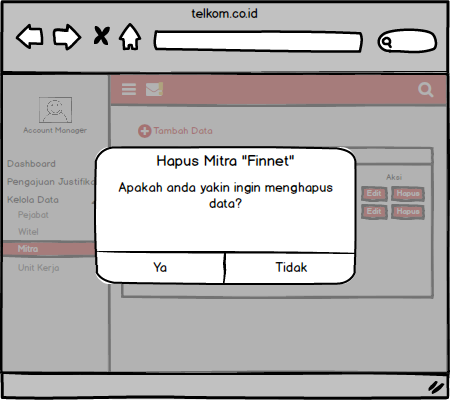 telkom.co.id
Account Manager
Dashboard
Pengajuan Justifika
Kelola Data
Pejabat
Witel
Mitra
Unit Kerja
Tambah Data
Aksi
Edit Hapus
Edit Hapus
Hapus Mitra "Finnet"
Apakah anda yakin ingin menghapus
data?
Ya Tidak